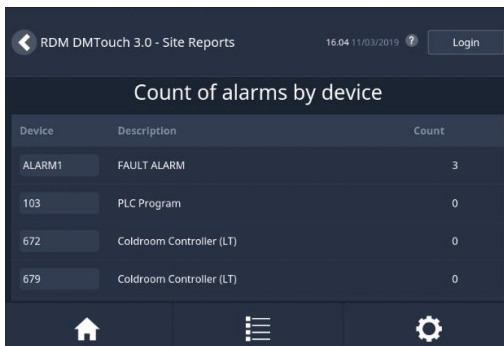 RDM DMTouch 3.0 - Site Reports 16.04 11/03/2019 ? Login
Count of alarms by device
Device Description Count
ALARM1 FAULT ALARM 3
103 PLC Program 0
672 Coldroom Controller (LT) 0
679 Coldroom Controller (LT) 0